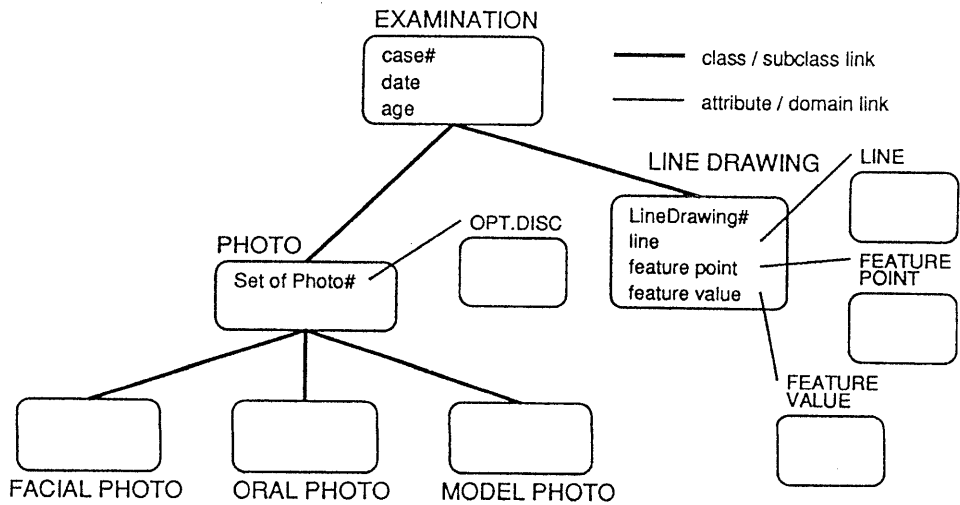 EXAMINATION
case#
date
age
class / subclass link
attribute / domain link
LINE DRAWING
LINE
LineDrawing#
line
feature point
feature value
OPT.DISC
PHOTO
Set of Photo#
FEATURE
POINT
FEATURE
VALUE
FACIAL PHOTO
ORAL PHOTO
MODEL PHOTO